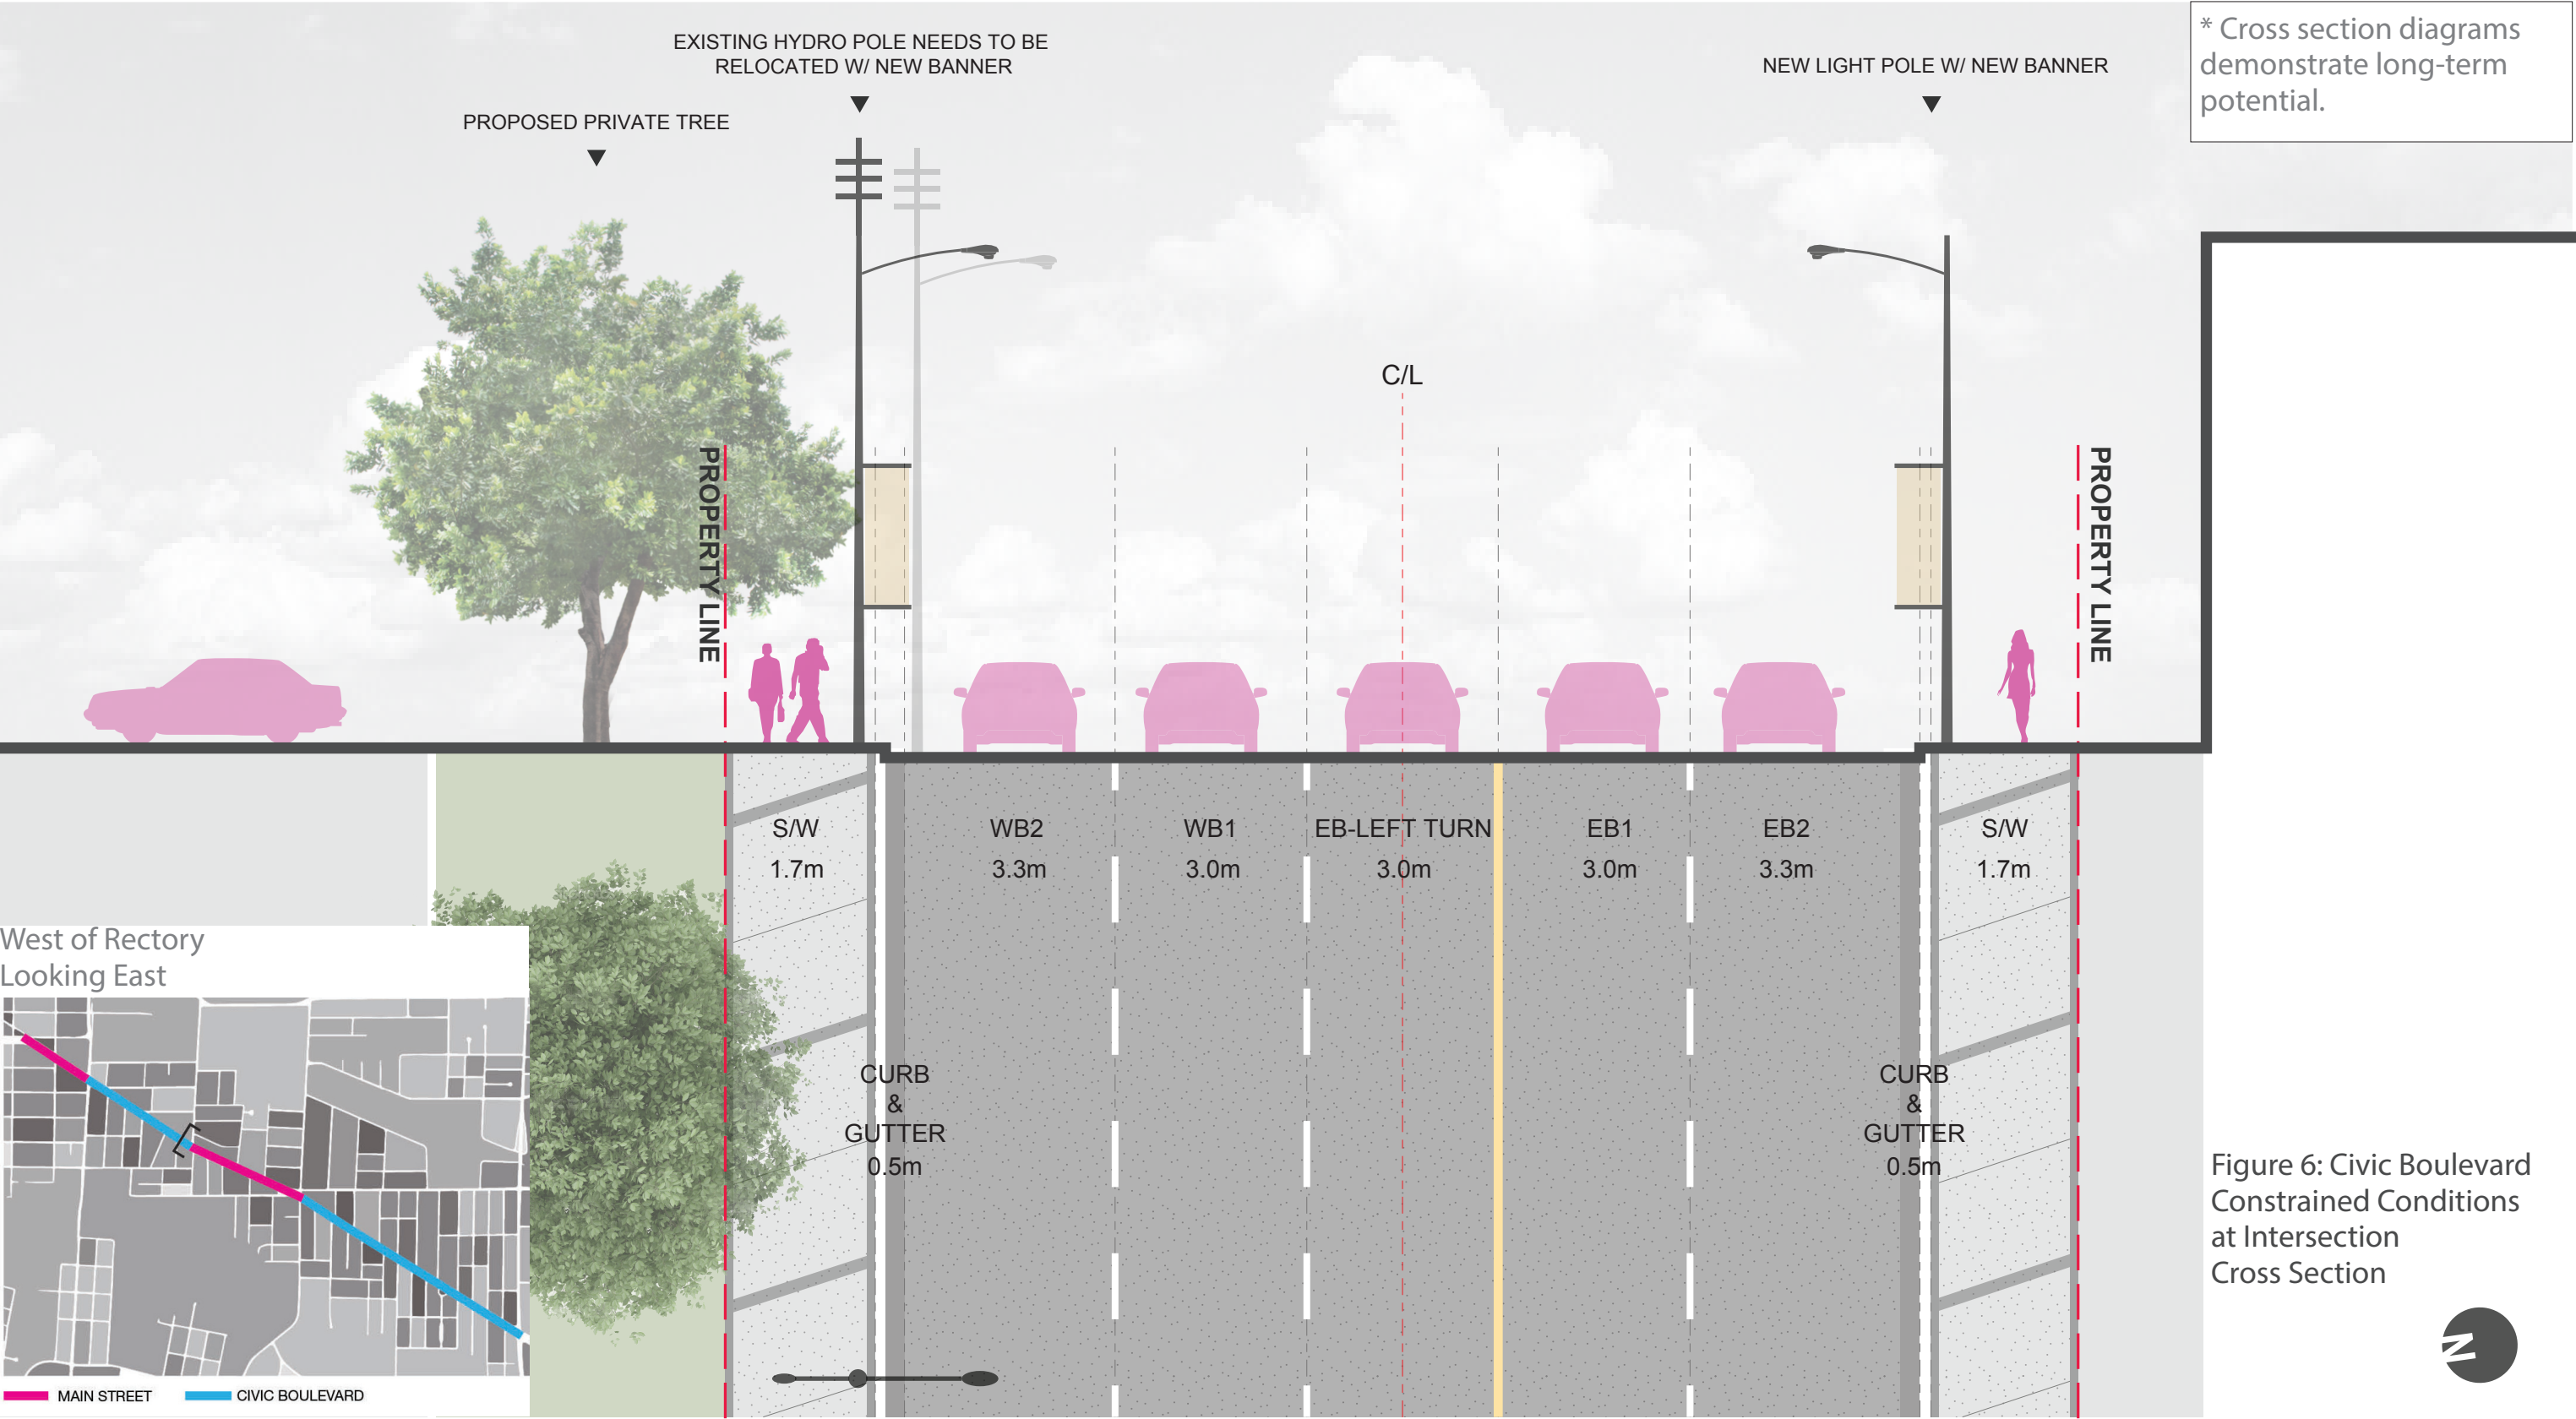 EXISTING HYDRO POLE NEEDS TO BE
RELOCATED W/ NEW BANNER
PROPOSED PRIVATE TREE
NEW LIGHT POLE W/ NEW BANNER
* Cross section diagrams
demonstrate long-term
potential.
C/L
PROPERTY LINE
PROPERTY LINE
S/W
1.7m
WB2
3.3m
WB1
3.0m
EB-LEFT TURN
3.0m
EB1
3.0m
EB2
3.3m
S/W
1.7m
CURB
&
GUTTER
0.5m
CURB
&
GUTTER
0.5m
West of Rectory
Looking East
MAIN STREET
CIVIC BOULEVARD
Figure 6: Civic Boulevard
Constrained Conditions
at Intersection
Cross Section
N